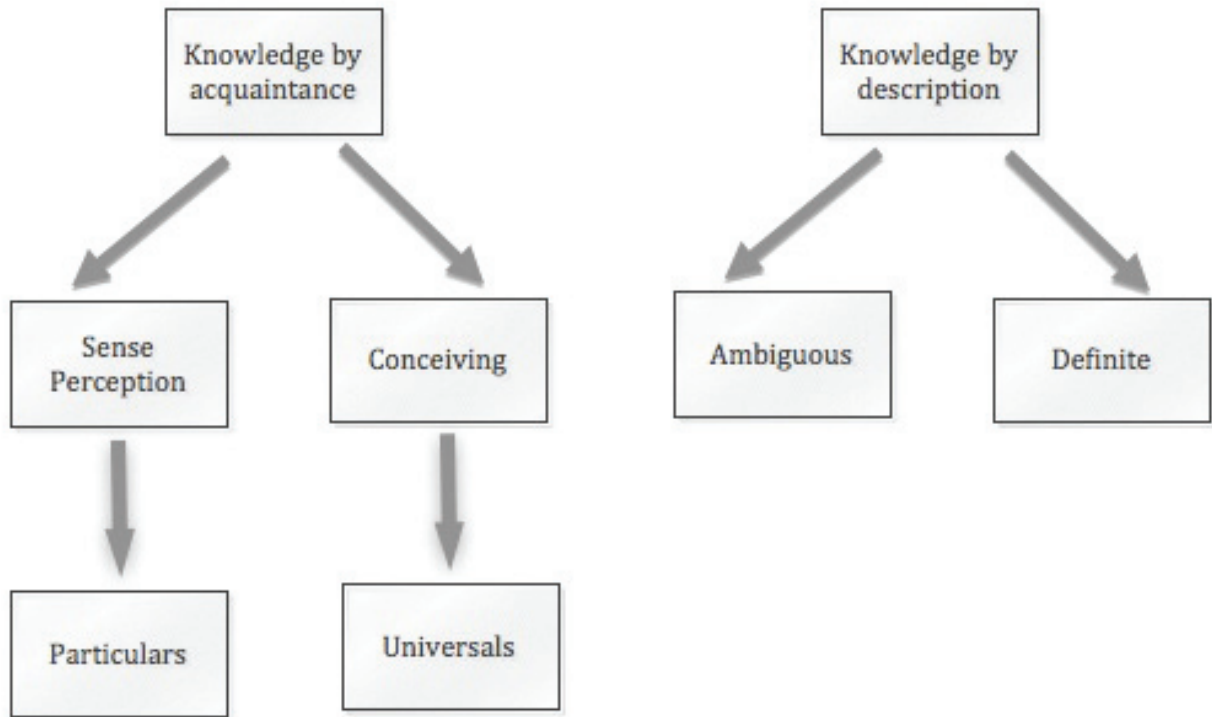 Knowledge by
acquaintance
Knowledge by
description
Sense
Perception
Conceiving
Ambiguous
Definite
Particulars
Universals